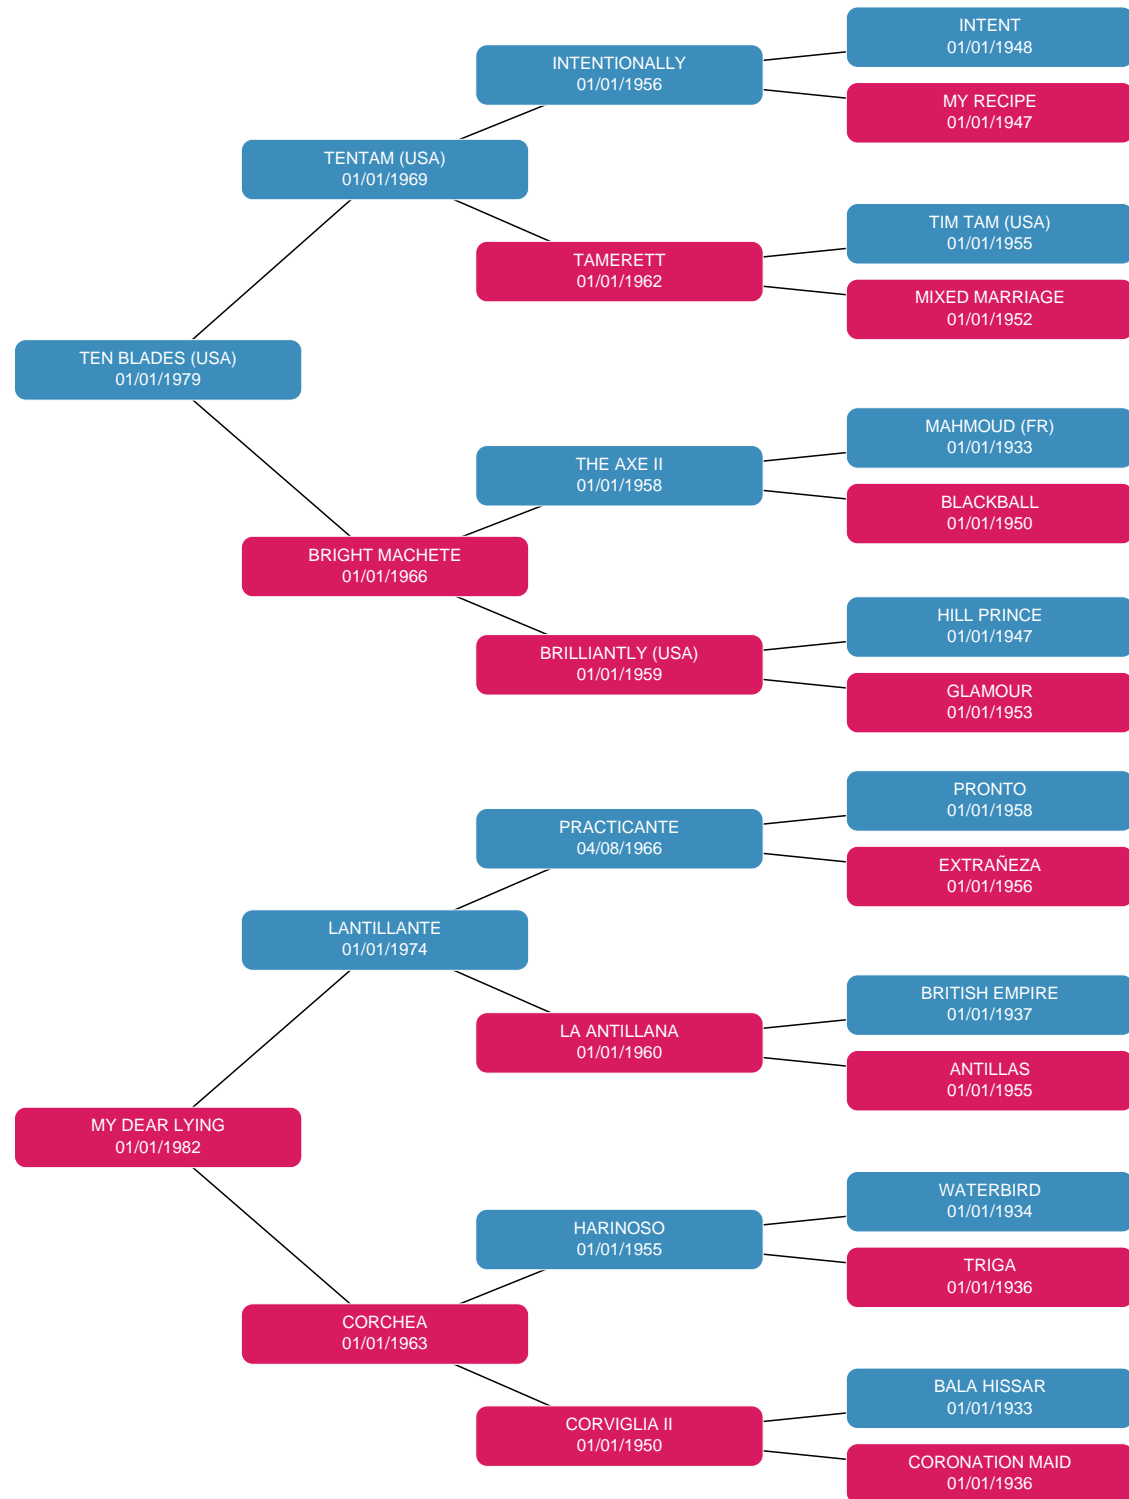 INTENT
01/01/1948
INTENTIONALLY
01/01/1956
MY RECIPE
01/01/1947
TENTAM (USA)
01/01/1969
TIM TAM (USA)
01/01/1955
TAMERETT
01/01/1962
MIXED MARRIAGE
01/01/1952
TEN BLADES (USA)
01/01/1979
MAHMOUD (FR)
01/01/1933
THE AXE II
01/01/1958
BLACKBALL
01/01/1950
BRIGHT MACHETE
01/01/1966
HILL PRINCE
01/01/1947
BRILLIANTLY (USA)
01/01/1959
GLAMOUR
01/01/1953
PRONTO
01/01/1958
PRACTICANTE
04/08/1966
EXTRAÑEZA
01/01/1956
LANTILLANTE
01/01/1974
BRITISH EMPIRE
01/01/1937
LA ANTILLANA
01/01/1960
ANTILLAS
01/01/1955
MY DEAR LYING
01/01/1982
WATERBIRD
01/01/1934
HARINOSO
01/01/1955
TRIGA
01/01/1936
CORCHEA
01/01/1963
BALA HISSAR
01/01/1933
CORVIGLIA II
01/01/1950
CORONATION MAID
01/01/1936